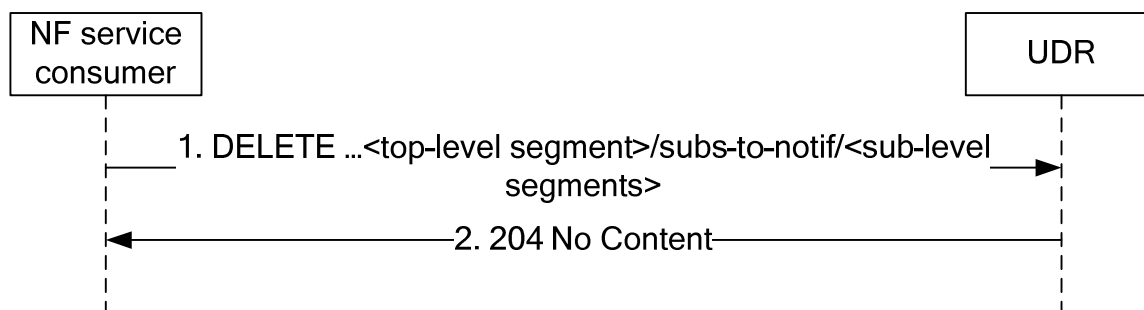 NF service
consumer
UDR
1. DELETE ...<top-level segment>/subs-to-notif/<sub-level
segments>
2. 204 No Content